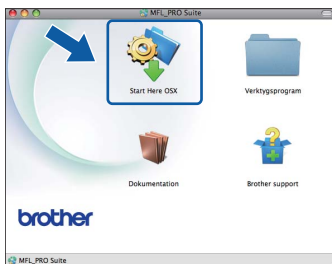 MFL_PRO Suite
Start Here OSX
Verktygsprogram
Dokumentation
Brother support
brother
MFL_PRO Suite